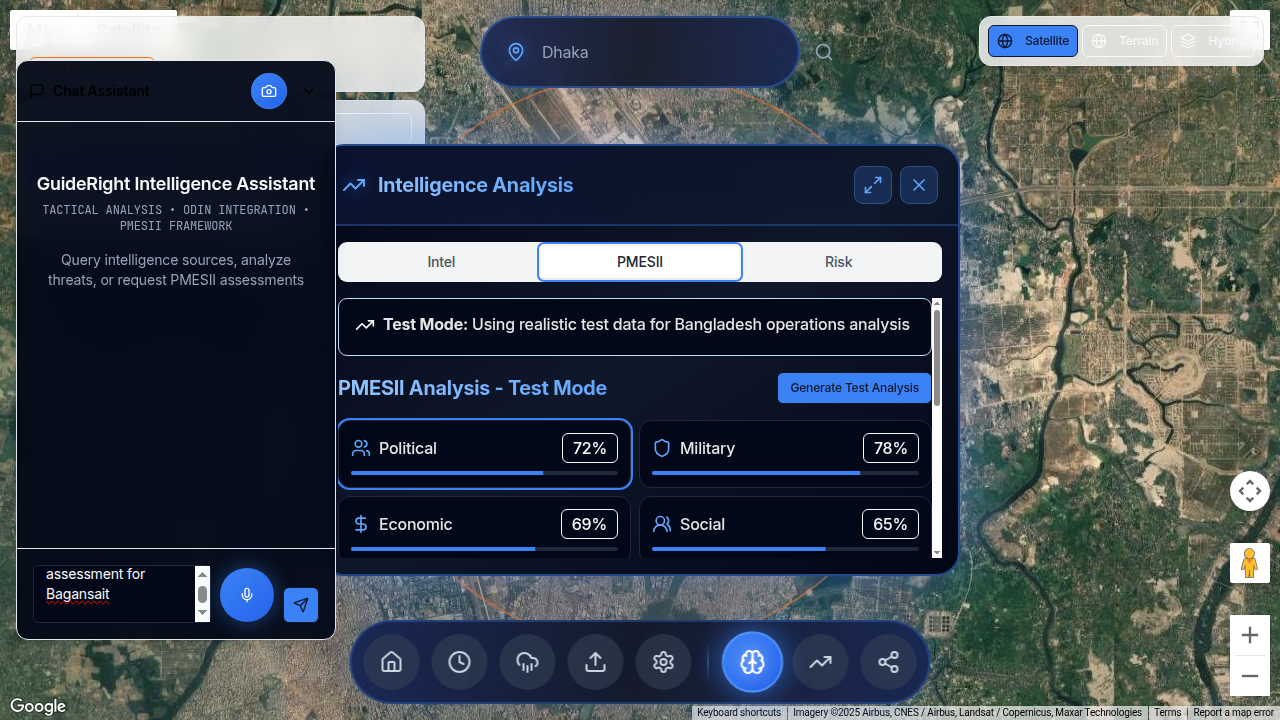 Map Satellite
Dhaka
Satellite
Terrain
Hybrid
Chat Assistant
GuideRight Intelligence Assistant
TACTICAL ANALYSIS • ODIN INTEGRATION •
PMESII FRAMEWORK
Query intelligence sources, analyze
threats, or request PMESII assessments
assessment for
Bagansait
Intelligence Analysis
Intel
PMESII
Risk
Test Mode: Using realistic test data for Bangladesh operations analysis
PMESII Analysis - Test Mode
Generate Test Analysis
Political
72%
Military
78%
Economic
69%
Social
65%
Google
Keyboard shortcuts
Imagery ©2025 Airbus, CNES / Airbus, Landsat / Copernicus, Maxar Technologies
Terms
Report a map error